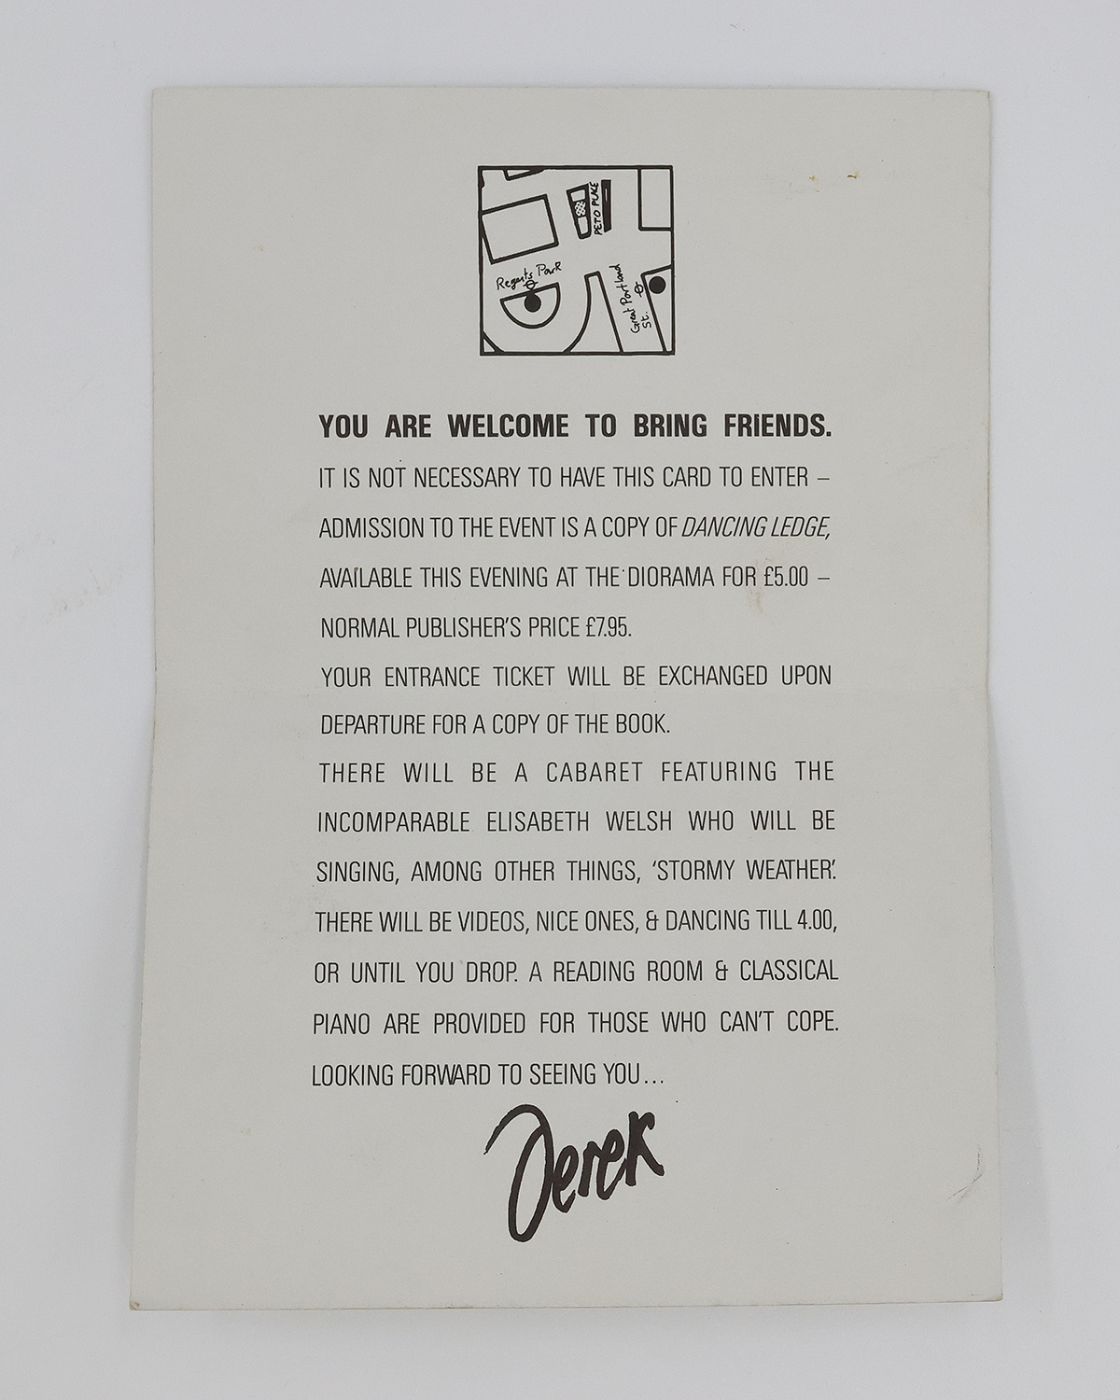 PETO PLACE
Regents Park
Great Portland
St.
YOU ARE WELCOME TO BRING FRIENDS.
IT IS NOT NECESSARY TO HAVE THIS CARD TO ENTER –
ADMISSION TO THE EVENT IS A COPY OF DANCING LEDGE,
AVAILABLE THIS EVENING AT THE DIORAMA FOR £5.00 –
NORMAL PUBLISHER'S PRICE £7.95.
YOUR ENTRANCE TICKET WILL BE EXCHANGED UPON
DEPARTURE FOR A COPY OF THE BOOK.
THERE WILL BE A CABARET FEATURING THE
INCOMPARABLE ELISABETH WELSH WHO WILL BE
SINGING, AMONG OTHER THINGS, 'STORMY WEATHER'.
THERE WILL BE VIDEOS, NICE ONES, & DANCING TILL 4.00,
OR UNTIL YOU DROP. A READING ROOM & CLASSICAL
PIANO ARE PROVIDED FOR THOSE WHO CAN'T COPE.
LOOKING FORWARD TO SEEING YOU...
Derek